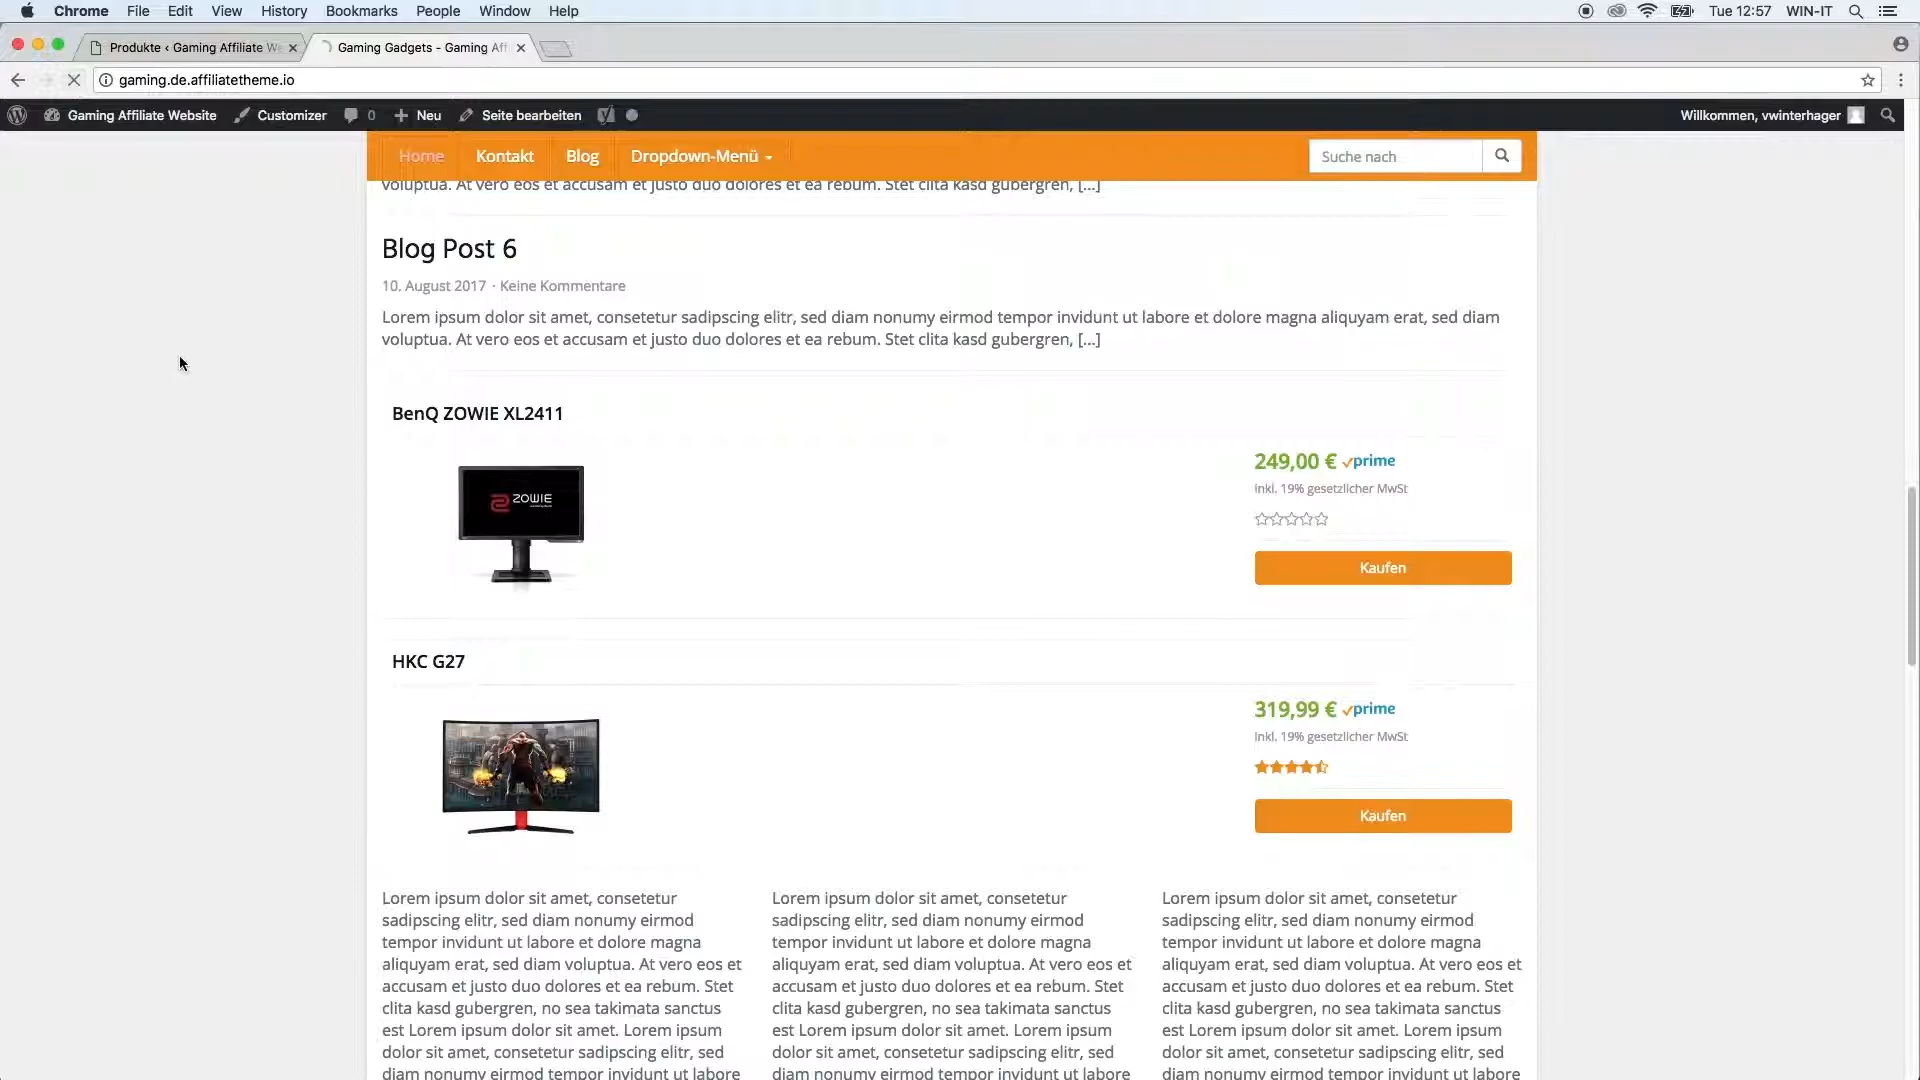 Chrome File Edit View History Bookmarks People Window Help Tue 12:57 WIN-IT
Produkte ‹ Gaming Affiliate We
Gaming Gadgets - Gaming Aff
gaming.de.affiliatetheme.io
Gaming Affiliate Website Customizer 0 Neu Seite bearbeiten Willkommen, vwinterhager
Home Kontakt Blog Dropdown-Menü Suche nach
voluptua. At vero eos et accusam et justo duo dolores et ea rebum. Stet clita kasd gubergren, [...]
Blog Post 6
10. August 2017 · Keine Kommentare
Lorem ipsum dolor sit amet, consetetur sadipscing elitr, sed diam nonumy eirmod tempor invidunt ut labore et dolore magna aliquyam erat, sed diam
voluptua. At vero eos et accusam et justo duo dolores et ea rebum. Stet clita kasd gubergren, [...]
BenQ ZOWIE XL2411
ZOWIE
249,00 € prime
inkl. 19% gesetzlicher MwSt
Kaufen
HKC G27
319,99 € prime
inkl. 19% gesetzlicher MwSt
Kaufen
Lorem ipsum dolor sit amet, consetetur
sadipscing elitr, sed diam nonumy eirmod
tempor invidunt ut labore et dolore magna
aliquyam erat, sed diam voluptua. At vero eos et
accusam et justo duo dolores et ea rebum. Stet
clita kasd gubergren, no sea takimata sanctus
est Lorem ipsum dolor sit amet. Lorem ipsum
dolor sit amet, consetetur sadipscing elitr, sed
diam nonumy eirmod tempor invidunt ut labore
Lorem ipsum dolor sit amet, consetetur
sadipscing elitr, sed diam nonumy eirmod
tempor invidunt ut labore et dolore magna
aliquyam erat, sed diam voluptua. At vero eos et
accusam et justo duo dolores et ea rebum. Stet
clita kasd gubergren, no sea takimata sanctus
est Lorem ipsum dolor sit amet. Lorem ipsum
dolor sit amet, consetetur sadipscing elitr, sed
diam nonumy eirmod tempor invidunt ut labore
Lorem ipsum dolor sit amet, consetetur
sadipscing elitr, sed diam nonumy eirmod
tempor invidunt ut labore et dolore magna
aliquyam erat, sed diam voluptua. At vero eos et
accusam et justo duo dolores et ea rebum. Stet
clita kasd gubergren, no sea takimata sanctus
est Lorem ipsum dolor sit amet. Lorem ipsum
dolor sit amet, consetetur sadipscing elitr, sed
diam nonumy eirmod tempor invidunt ut labore